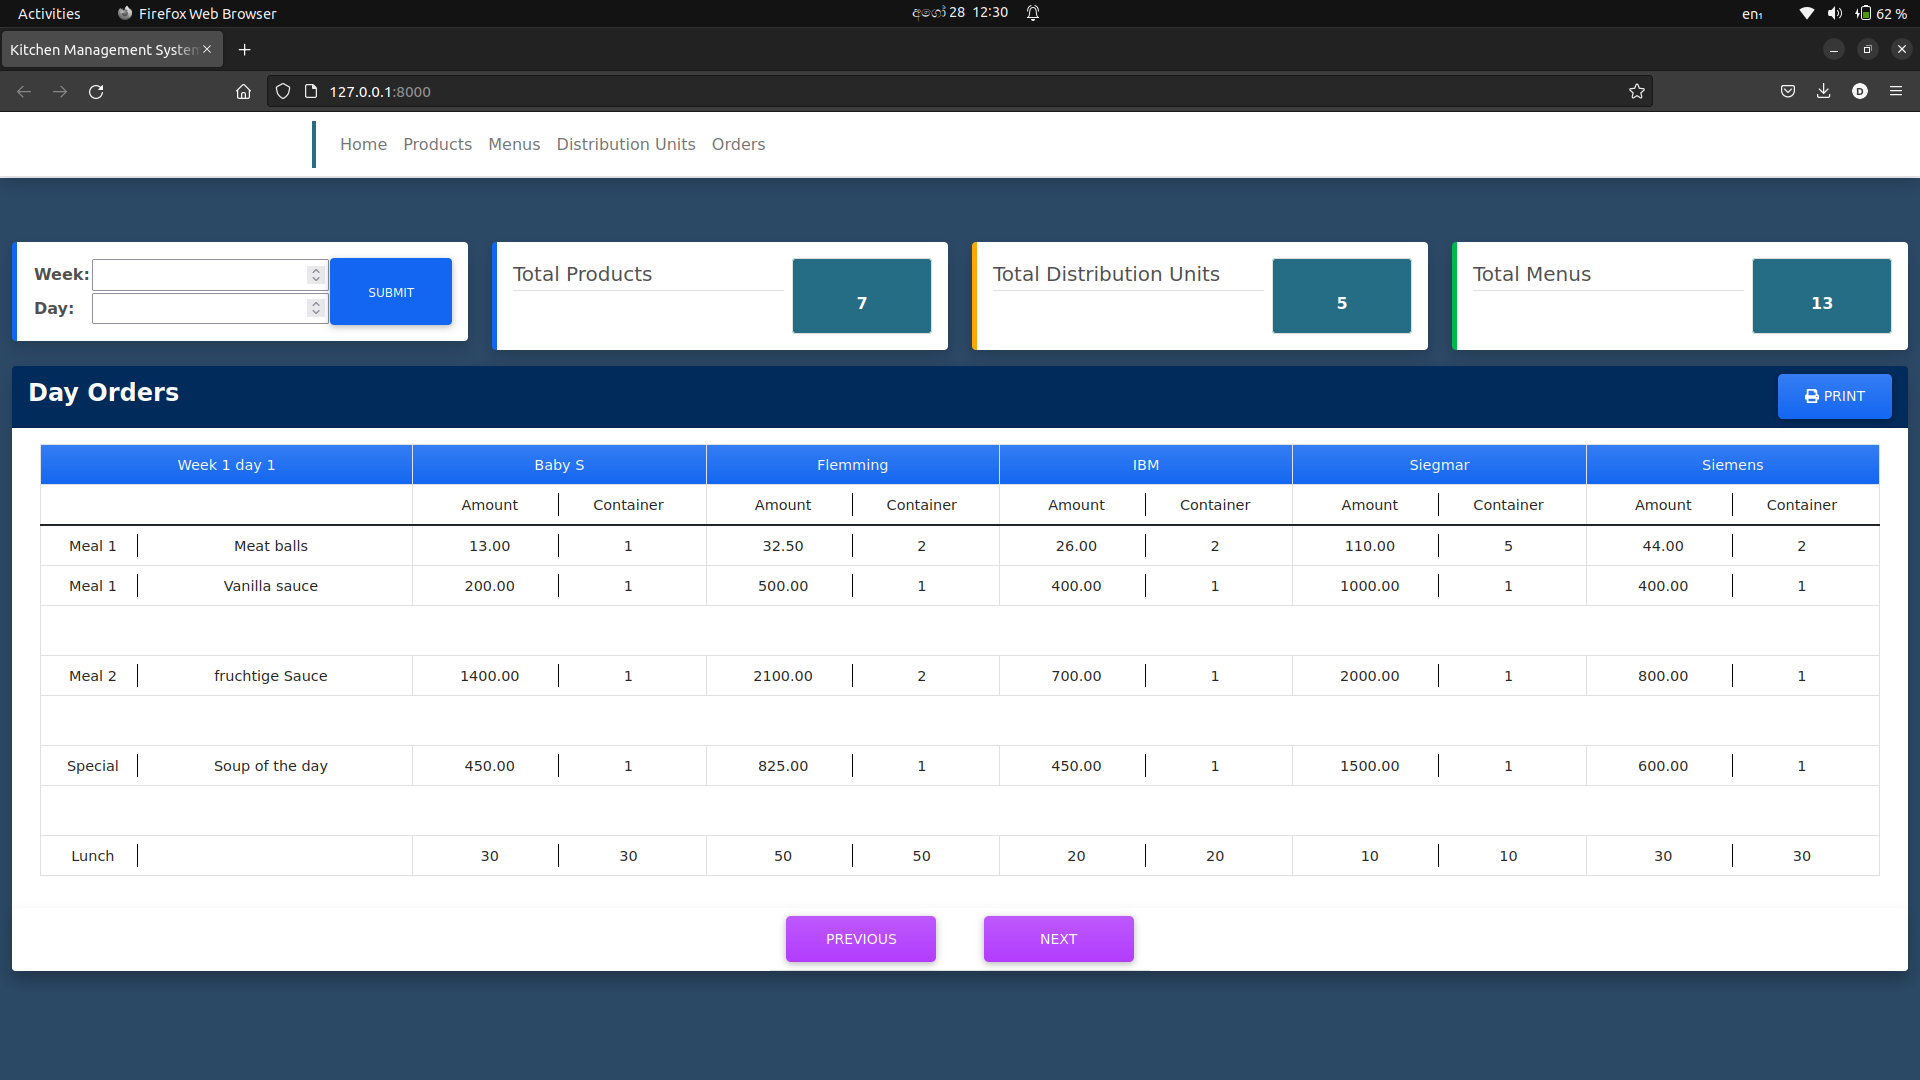 Activities Firefox Web Browser අගෝ 28 12:30 en₁ 62 %
Kitchen Management System
127.0.0.1:8000 D
Home Products Menus Distribution Units Orders
Week: SUBMIT Total Products 7 Total Distribution Units 5 Total Menus 13
Day:
Day Orders PRINT
Week 1 day 1 Baby S Flemming IBM Siegmar Siemens
Amount Container Amount Container Amount Container Amount Container Amount Container
Meal 1 Meat balls 13.00 1 32.50 2 26.00 2 110.00 5 44.00 2
Meal 1 Vanilla sauce 200.00 1 500.00 1 400.00 1 1000.00 1 400.00 1
Meal 2 fruchtige Sauce 1400.00 1 2100.00 2 700.00 1 2000.00 1 800.00 1
Special Soup of the day 450.00 1 825.00 1 450.00 1 1500.00 1 600.00 1
Lunch 30 30 50 50 20 20 10 10 30 30
PREVIOUS NEXT